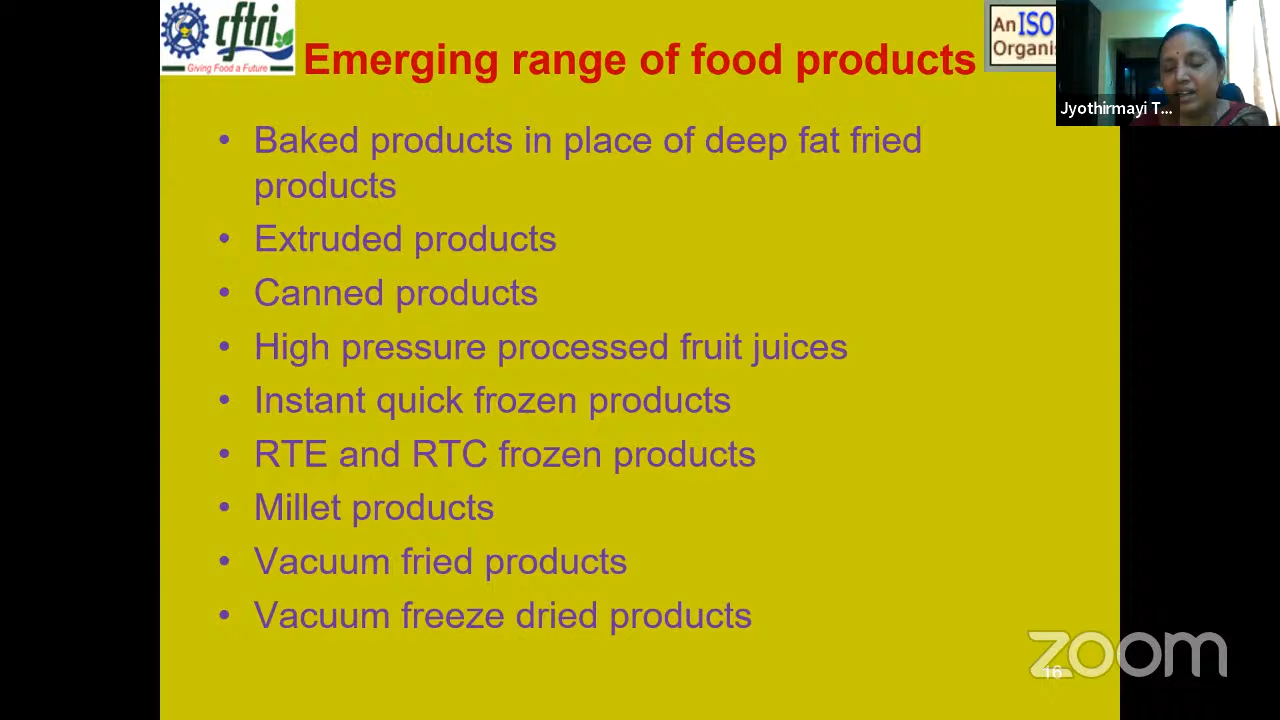 cftri
Giving Food a Future
Emerging range of food products
An ISO
Organis
Jyothirmayi T...
• Baked products in place of deep fat fried
products
• Extruded products
• Canned products
• High pressure processed fruit juices
• Instant quick frozen products
• RTE and RTC frozen products
• Millet products
• Vacuum fried products
• Vacuum freeze dried products
zoom
16